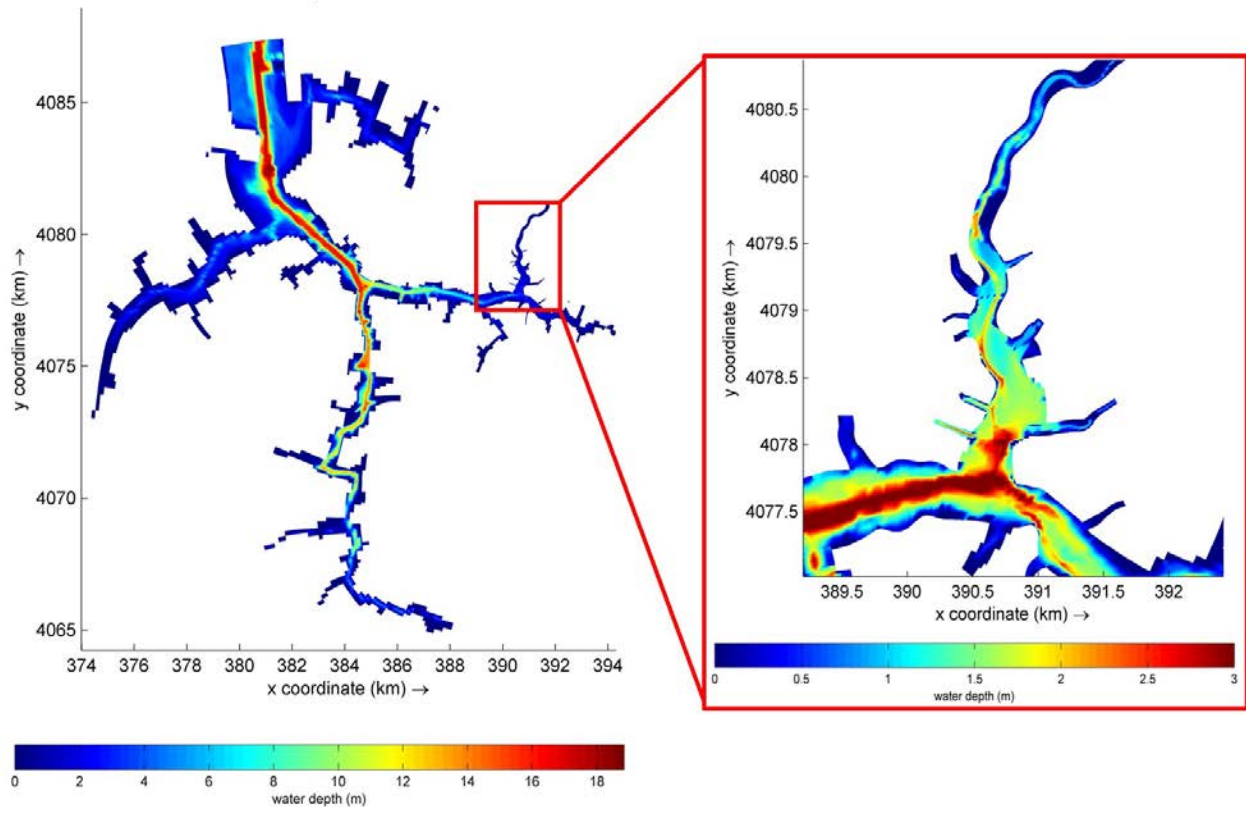 4085
4080
4075
4070
4065
y coordinate (km) →
374 376 378 380 382 384 386 388 390 392 394
x coordinate (km) →
0 2 4 6 8 10 12 14 16 18
water depth (m)
4080.5
4080
4079.5
4079
4078.5
4078
4077.5
y coordinate (km) →
389.5 390 390.5 391 391.5 392
x coordinate (km) →
0 0.5 1 1.5 2 2.5 3
water depth (m)